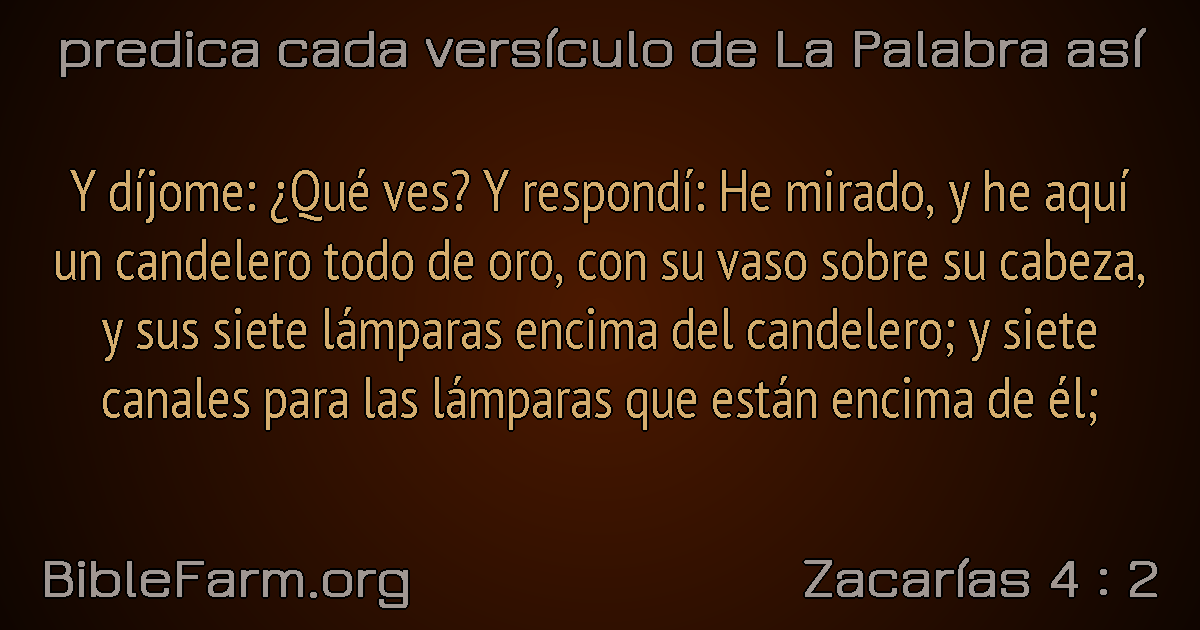 predica cada versículo de La Palabra así
Y díjome: ¿Qué ves? Y respondí: He mirado, y he aquí
un candelero todo de oro, con su vaso sobre su cabeza,
y sus siete lámparas encima del candelero; y siete
canales para las lámparas que están encima de él;
BibleFarm.org
Zacarías 4 : 2